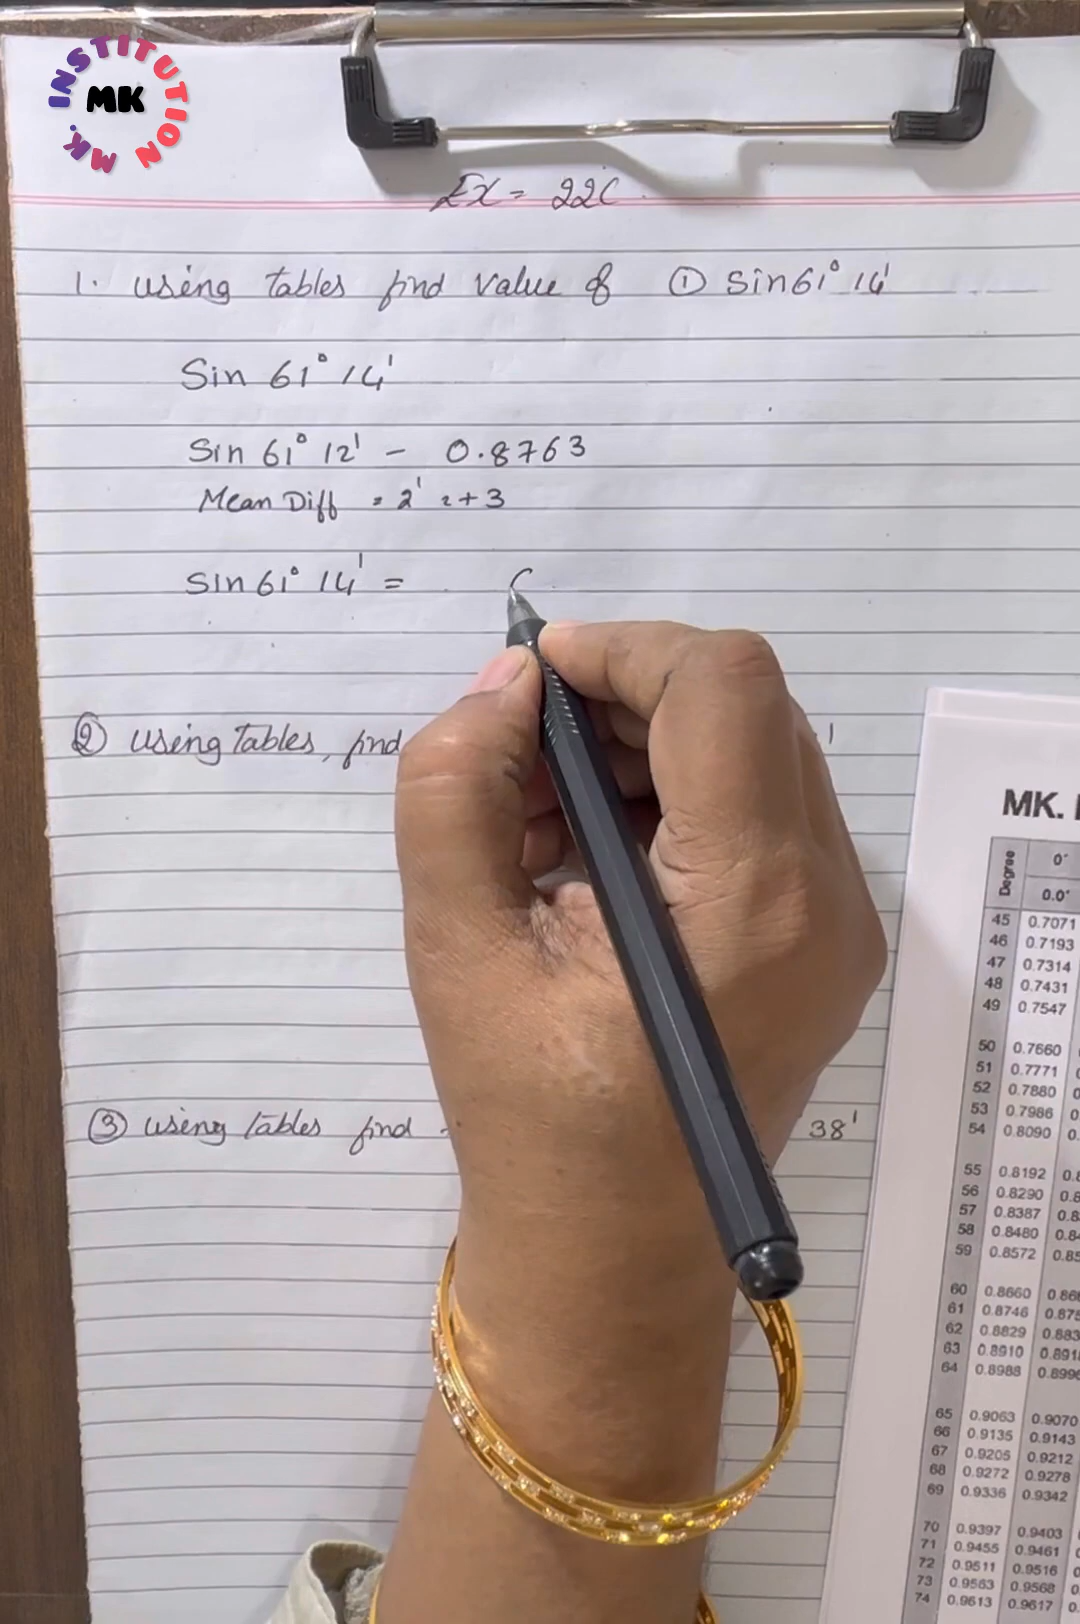 MK. INSTITUTION
MK
Ex = 22C
1. using tables find value of ① Sin 61° 14'
Sin 61° 14'
Sin 61° 12' - 0.8763
Mean Diff = 2' = +3
Sin 61° 14' =
② using Tables, find
③ using tables find 38'
MK.
Degree 0'
0.0°
45 0.7071
46 0.7193
47 0.7314
48 0.7431
49 0.7547
50 0.7660
51 0.7771
52 0.7880
53 0.7986
54 0.8090
55 0.8192
56 0.8290
57 0.8387
58 0.8480
59 0.8572
60 0.8660
61 0.8746
62 0.8829
63 0.8910
64 0.8988
65 0.9063 0.9070
66 0.9135 0.9143
67 0.9205 0.9212
68 0.9272 0.9278
69 0.9336 0.9342
70 0.9397 0.9403
71 0.9455 0.9461
72 0.9511 0.9516
73 0.9563 0.9568
74 0.9613 0.9617